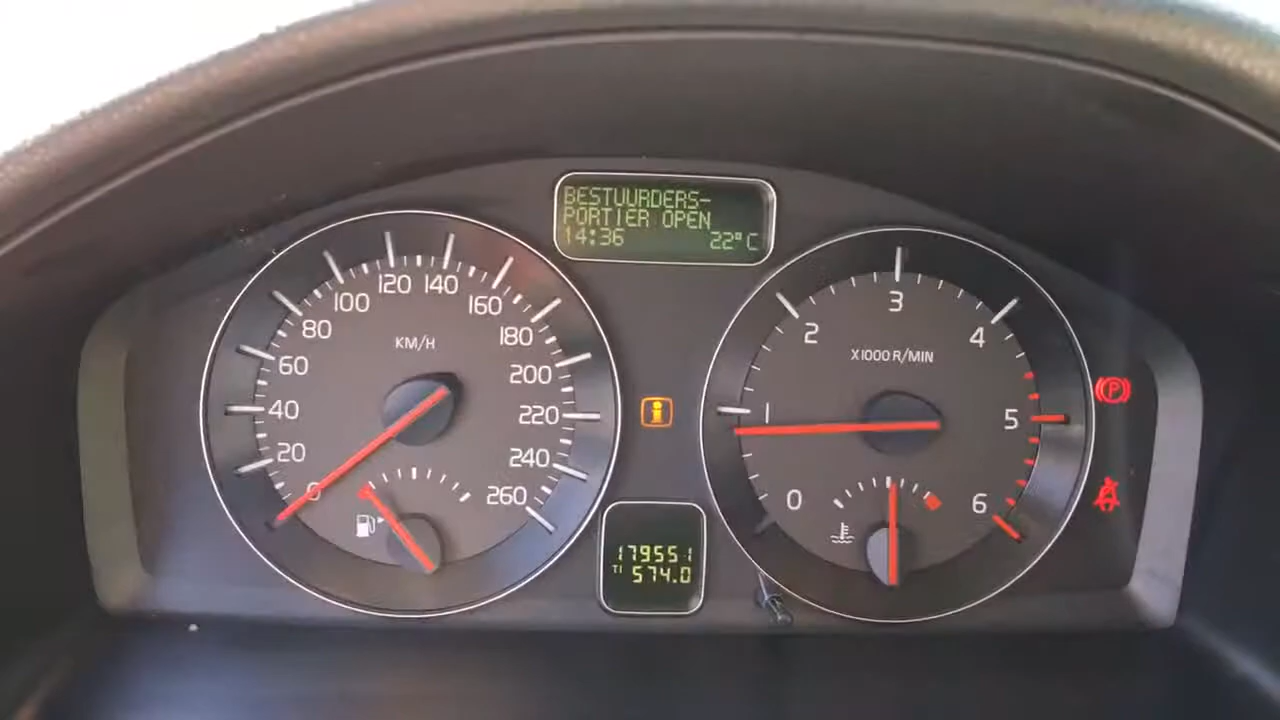 BESTUURDERS-
PORTIER OPEN
14:36 22°C
0 20 40 60 80 100 120 140 160 180 200 220 240 260
KM/H
0 1 2 3 4 5 6
X1000 R/MIN
(P)
179551
T1 574.0